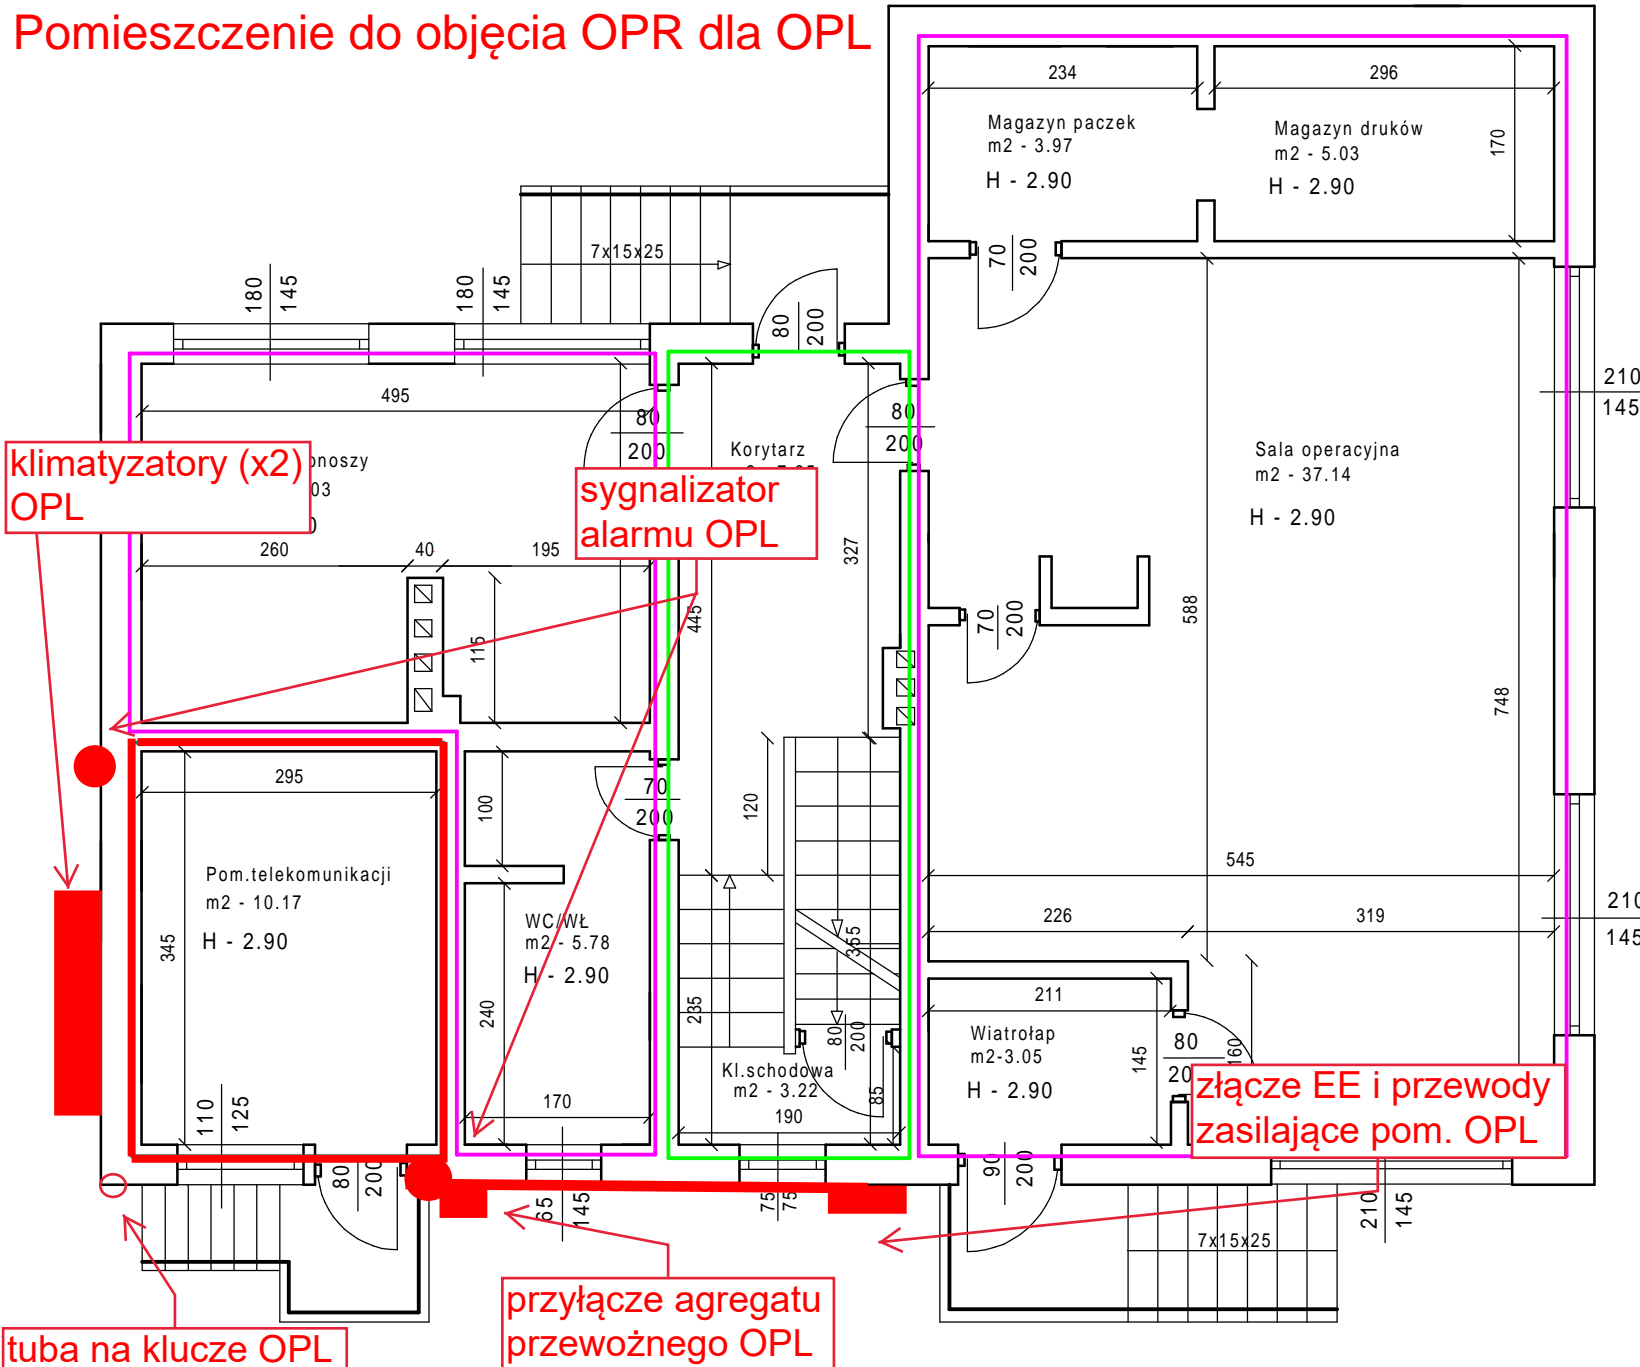 Pomieszczenie do objęcia OPR dla OPL
234
296
Magazyn paczek
m2 - 3.97
H - 2.90
Magazyn druków
m2 - 5.03
H - 2.90
170
7x15x25
70
200
180
145
180
145
80
200
495
80
200
80
200
210
145
klimatyzatory (x2)
OPL
onoszy
03
Korytarz
sygnalizator
alarmu OPL
Sala operacyjna
m2 - 37.14
H - 2.90
260
40
195
327
115
445
70
200
588
748
295
70
200
100
120
545
Pom.telekomunikacji
m2 - 10.17
H - 2.90
345
WC/WŁ
m2 - 5.78
H - 2.90
226
319
210
145
355
240
235
211
80
200
Wiatrołap
m2-3.05
H - 2.90
145
80
20
160
Kl.schodowa
m2 - 3.22
85
złącze EE i przewody
zasilające pom. OPL
110
125
170
190
80
200
90
200
65
145
75
75
210
145
7x15x25
przyłącze agregatu
przewożnego OPL
tuba na klucze OPL